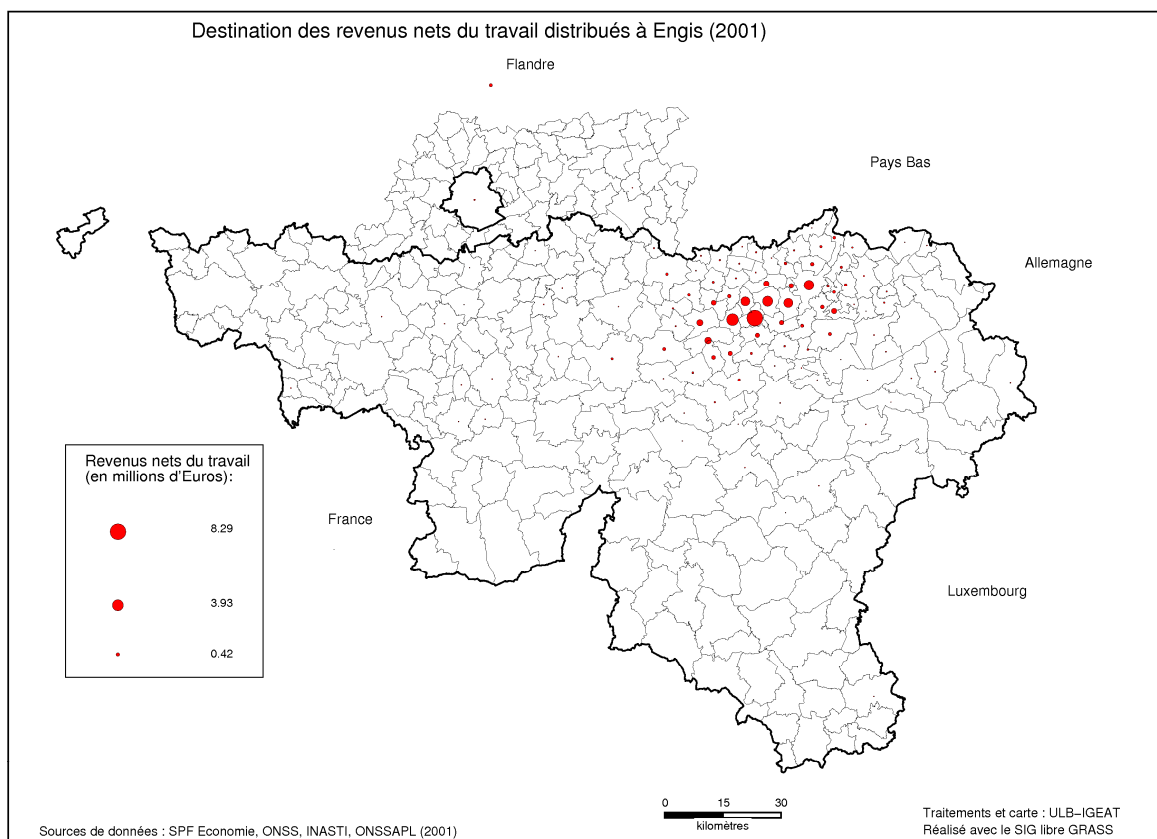 Destination des revenus nets du travail distribués à Engis (2001)
Flandre
Pays Bas
Allemagne
Revenus nets du travail
(en millions d'Euros):
8.29
3.93
0.42
France
Luxembourg
0 15 30
kilomètres
Sources de données : SPF Economie, ONSS, INASTI, ONSSAPL (2001)
Traitements et carte : ULB–IGEAT
Réalisé avec le SIG libre GRASS